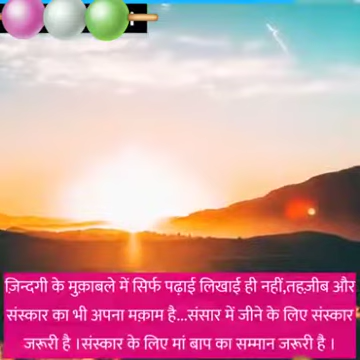 ज़िन्दगी के मुक़ाबले में सिर्फ पढ़ाई लिखाई ही नहीं,तहज़ीब और
संस्कार का भी अपना मक़ाम है...संसार में जीने के लिए संस्कार
जरूरी है ।संस्कार के लिए मां बाप का सम्मान जरूरी है ।